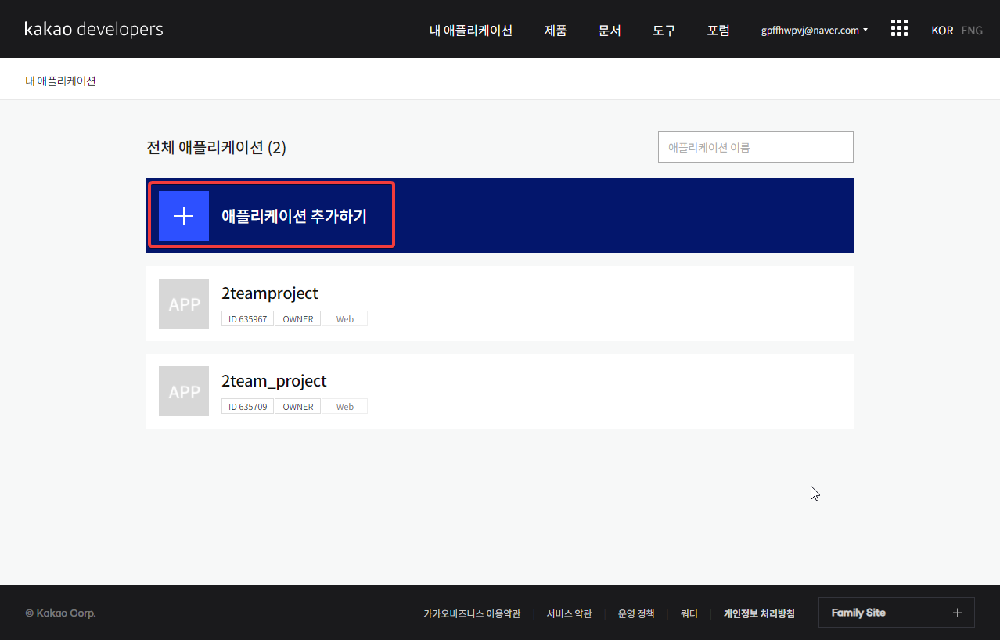 kakao developers
내 애플리케이션 제품 문서 도구 포럼 gpffhwpvj@naver.com KOR ENG
내 애플리케이션
전체 애플리케이션 (2)
애플리케이션 이름
애플리케이션 추가하기
APP
2teamproject
ID 635967 OWNER Web
APP
2team_project
ID 635709 OWNER Web
© Kakao Corp.
카카오비즈니스 이용약관 서비스 약관 운영 정책 쿼터 개인정보 처리방침
Family Site